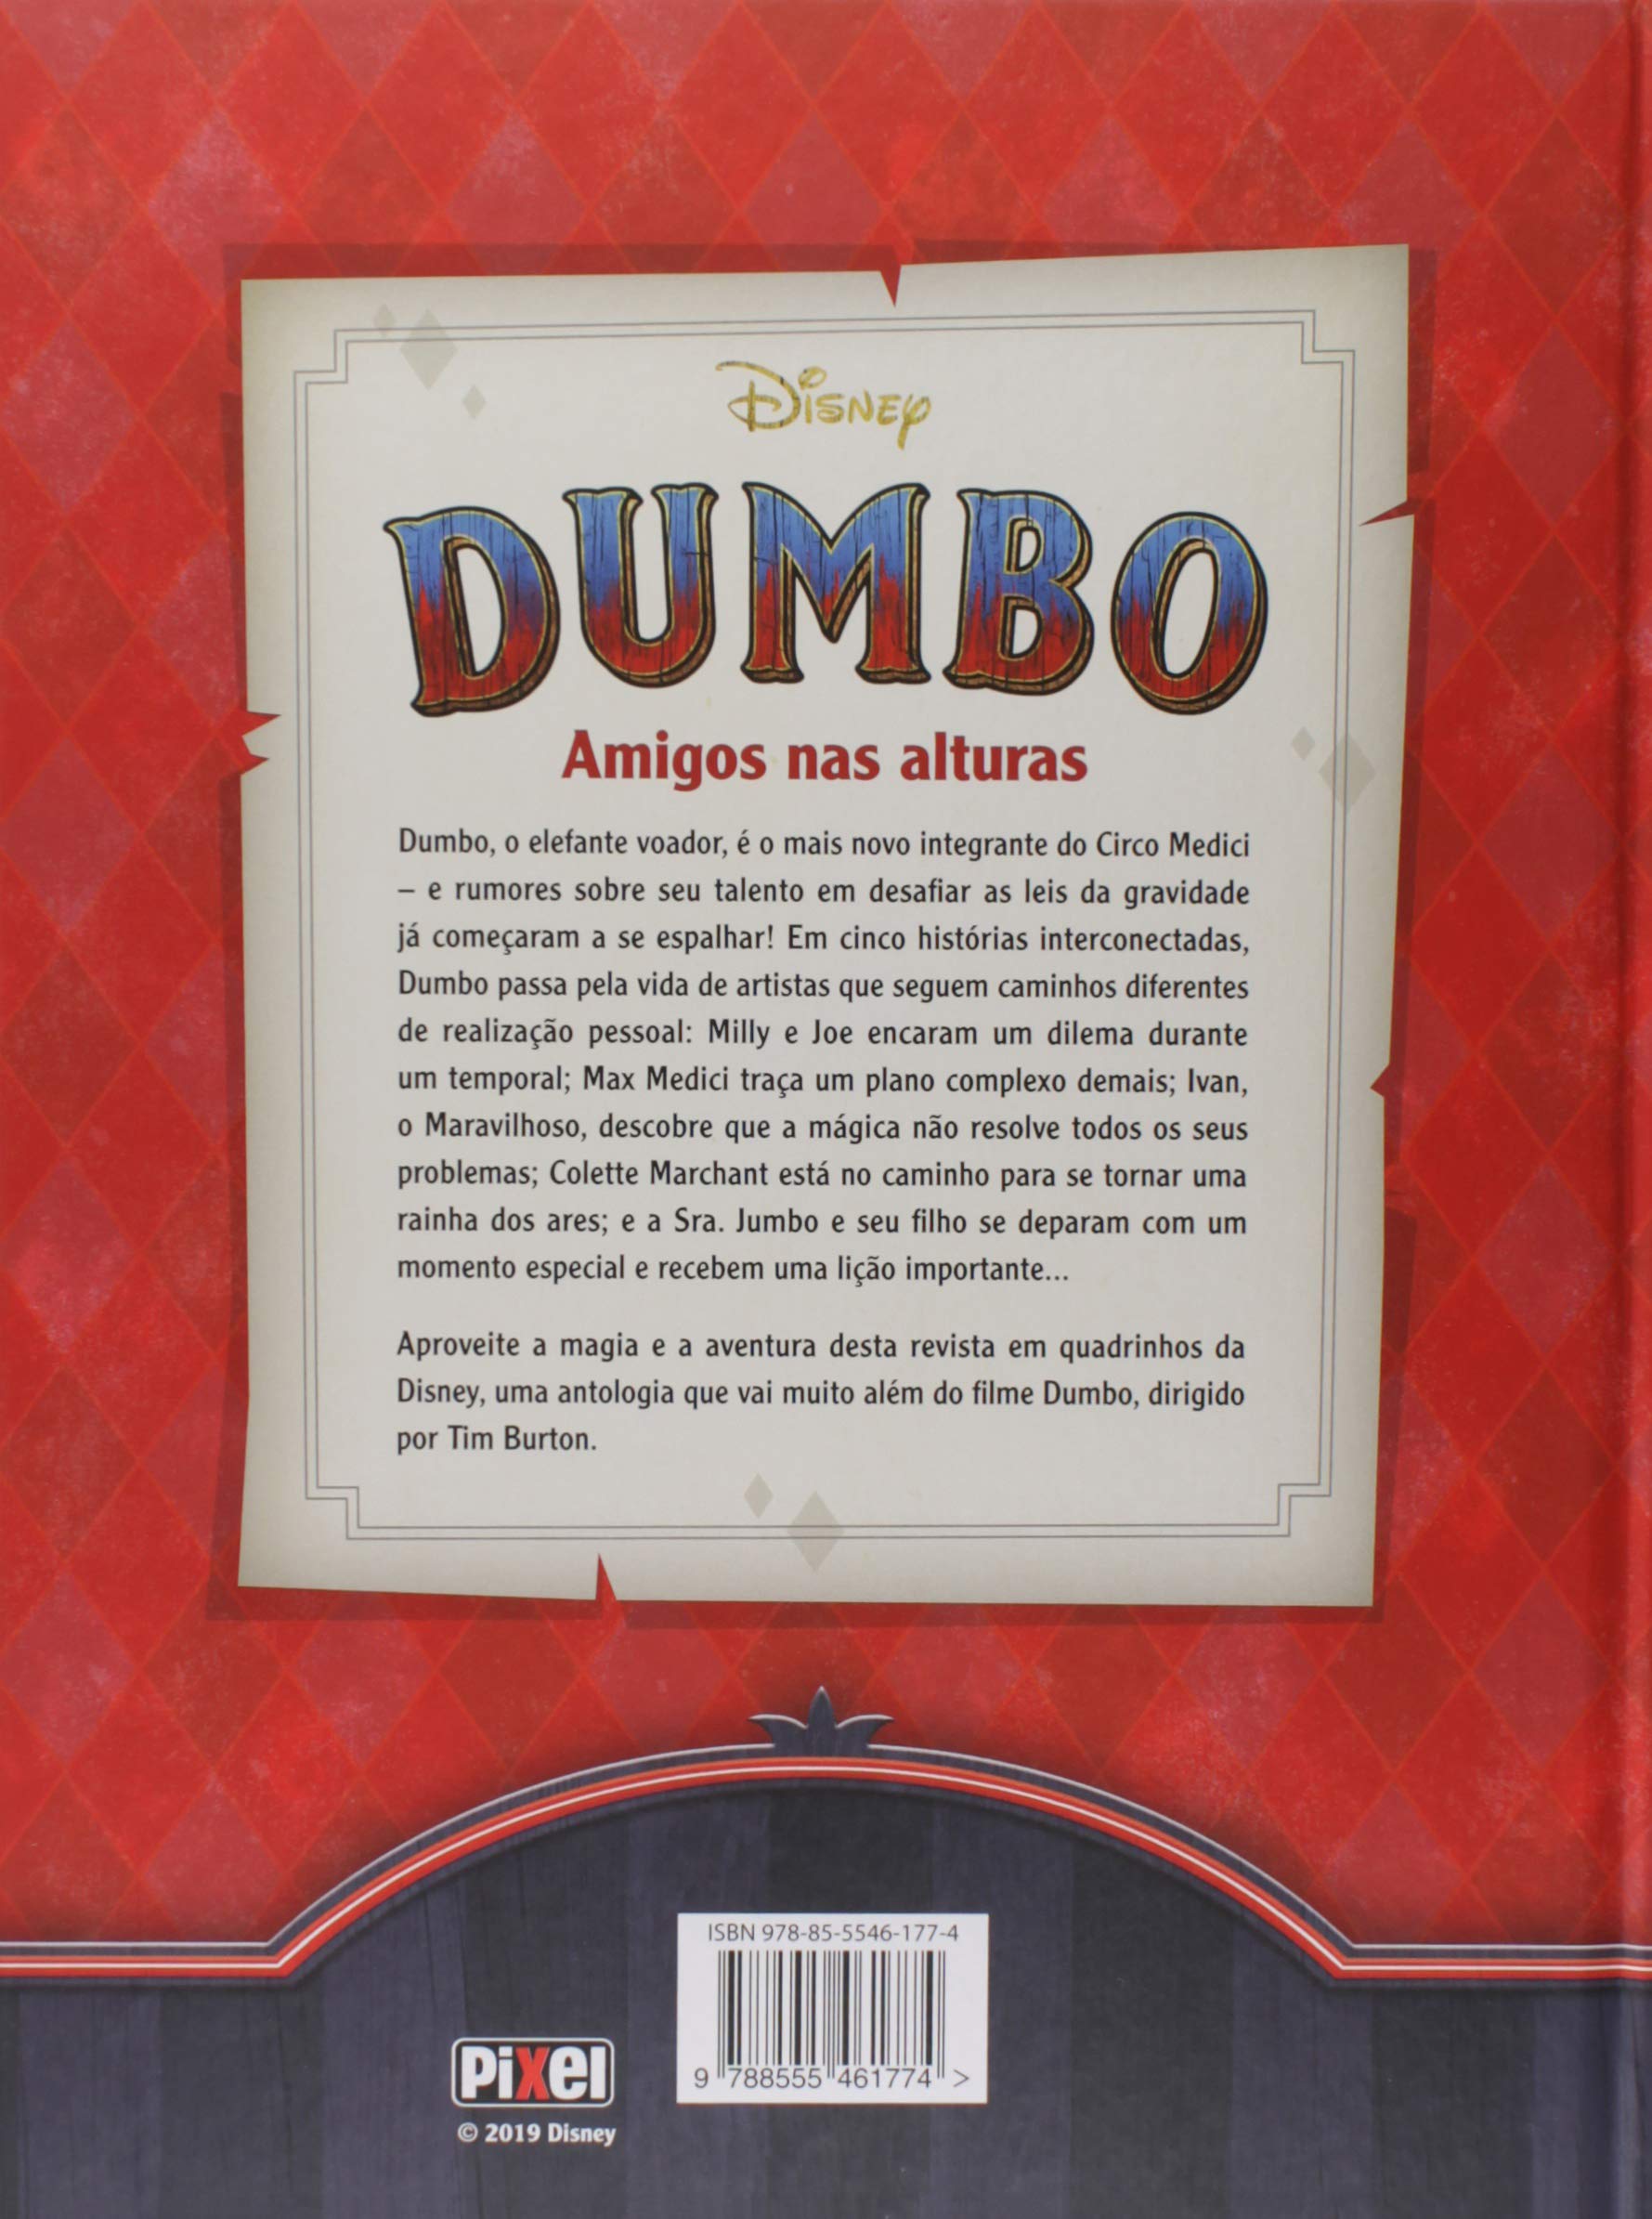 Disney
DUMBO
Amigos nas alturas
Dumbo, o elefante voador, é o mais novo integrante do Circo Medici
– e rumores sobre seu talento em desafiar as leis da gravidade
já começaram a se espalhar! Em cinco histórias interconectadas,
Dumbo passa pela vida de artistas que seguem caminhos diferentes
de realização pessoal: Milly e Joe encaram um dilema durante
um temporal; Max Medici traça um plano complexo demais; Ivan,
o Maravilhoso, descobre que a mágica não resolve todos os seus
problemas; Colette Marchant está no caminho para se tornar uma
rainha dos ares; e a Sra. Jumbo e seu filho se deparam com um
momento especial e recebem uma lição importante...
Aproveite a magia e a aventura desta revista em quadrinhos da
Disney, uma antologia que vai muito além do filme Dumbo, dirigido
por Tim Burton.
ISBN 978-85-5546-177-4
9 788555 461774 >
PiXel
© 2019 Disney